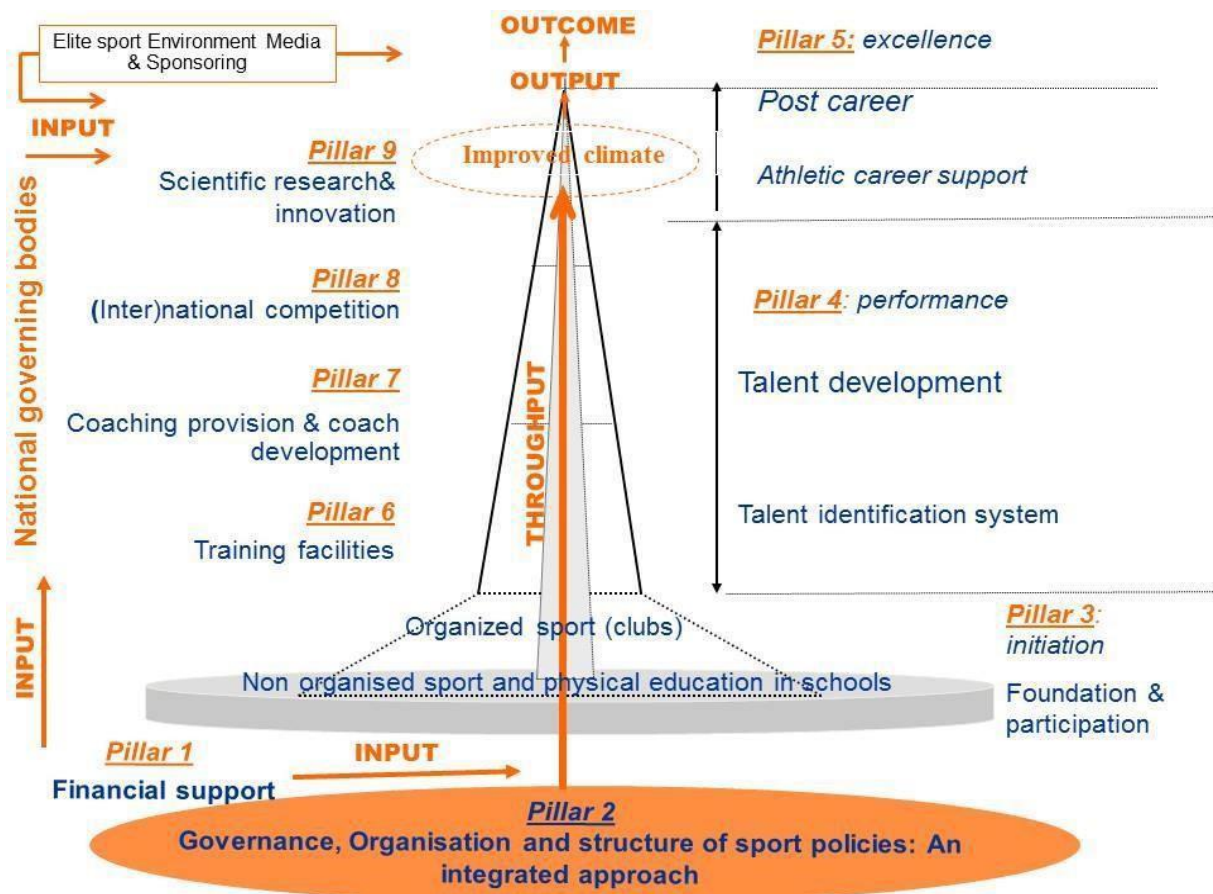 Elite sport Environment Media
& Sponsoring
INPUT
National governing bodies
INPUT
OUTCOME
OUTPUT
Improved climate
THROUGHPUT
Pillar 9
Scientific research&
innovation
Pillar 8
(Inter)national competition
Pillar 7
Coaching provision & coach
development
Pillar 6
Training facilities
Pillar 5: excellence
Post career
Athletic career support
Pillar 4: performance
Talent development
Talent identification system
Pillar 3:
initiation
Foundation &
participation
Organized sport (clubs)
Non organised sport and physical education in schools
Pillar 1
Financial support
INPUT
Pillar 2
Governance, Organisation and structure of sport policies: An
integrated approach